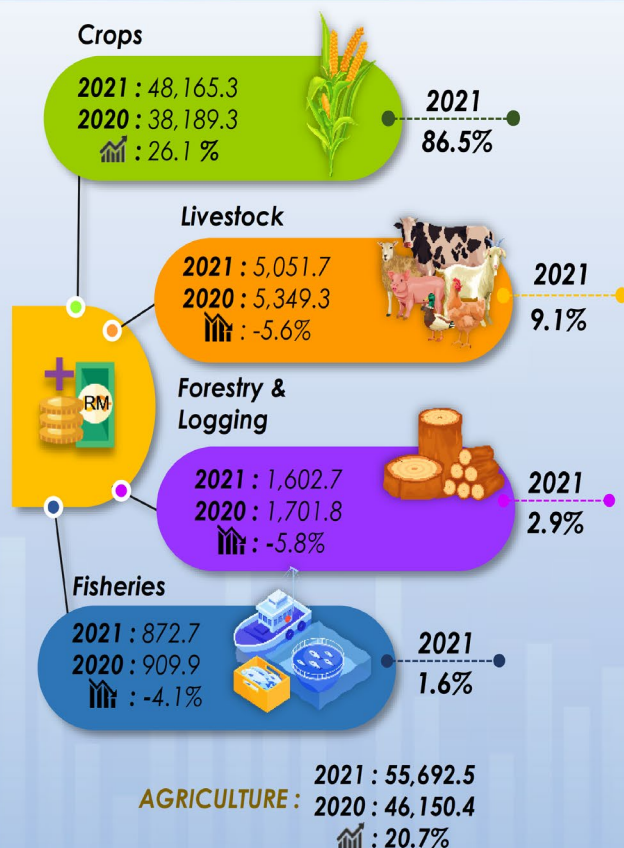 Crops
2021 : 48,165.3
2020 : 38,189.3
: 26.1 %
2021
86.5%
Livestock
2021 : 5,051.7
2020 : 5,349.3
: -5.6%
2021
9.1%
RM
Forestry &
Logging
2021 : 1,602.7
2020 : 1,701.8
: -5.8%
2021
2.9%
Fisheries
2021 : 872.7
2020 : 909.9
: -4.1%
2021
1.6%
AGRICULTURE :
2021 : 55,692.5
2020 : 46,150.4
: 20.7%